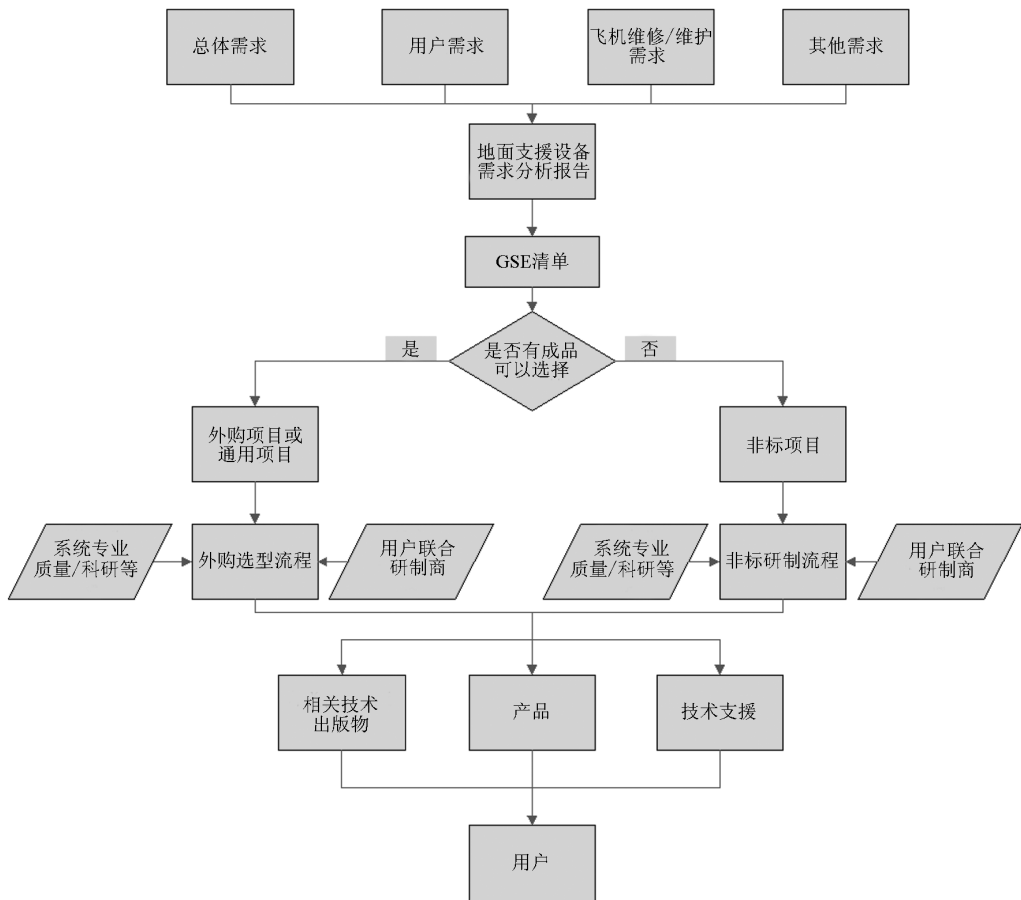 总体需求
用户需求
飞机维修/维护
需求
其他需求
地面支援设备
需求分析报告
GSE清单
是
是否有成品
可以选择
否
外购项目或
通用项目
非标项目
系统专业
质量/科研等
外购选型流程
用户联合
研制商
系统专业
质量/科研等
非标研制流程
用户联合
研制商
相关技术
出版物
产品
技术支援
用户